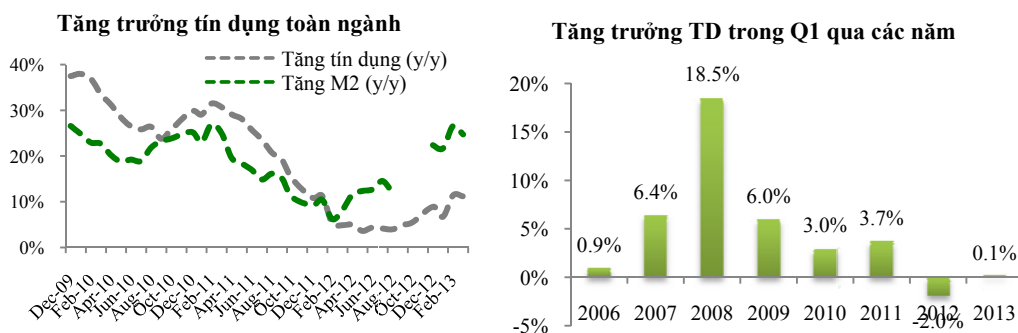 Tăng trưởng tín dụng toàn ngành
Tăng tín dụng (y/y)
Tăng M2 (y/y)
40%
30%
20%
10%
0%
Dec-09
Feb-10
Apr-10
Jun-10
Aug-10
Oct-10
Dec-10
Feb-11
Apr-11
Jun-11
Aug-11
Oct-11
Dec-11
Feb-12
Apr-12
Jun-12
Aug-12
Oct-12
Dec-12
Feb-13
Tăng trưởng TD trong Q1 qua các năm
20%
15%
10%
5%
0%
-5%
0.9%
6.4%
18.5%
6.0%
3.0%
3.7%
-2.0%
0.1%
2006 2007 2008 2009 2010 2011 2012 2013